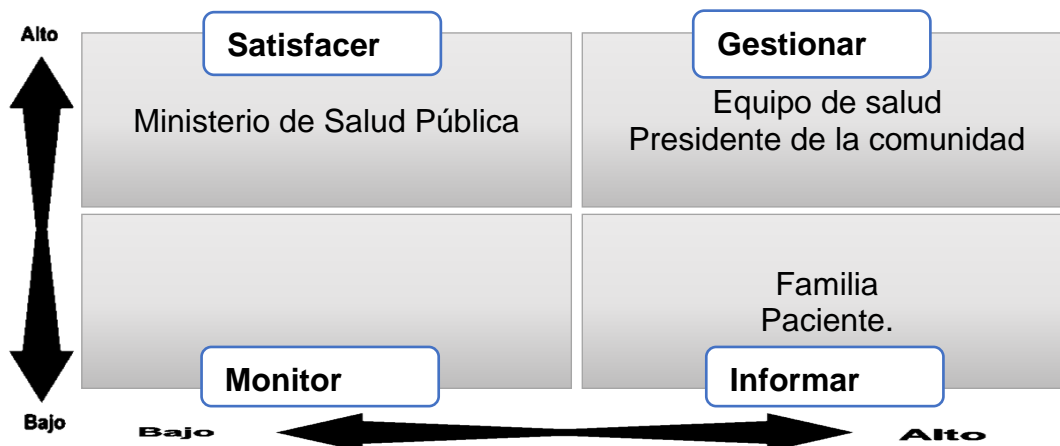 Alto
Satisfacer
Gestionar
Ministerio de Salud Pública
Equipo de salud
Presidente de la comunidad
Familia
Paciente.
Monitor
Informar
Bajo
Bajo
Alto